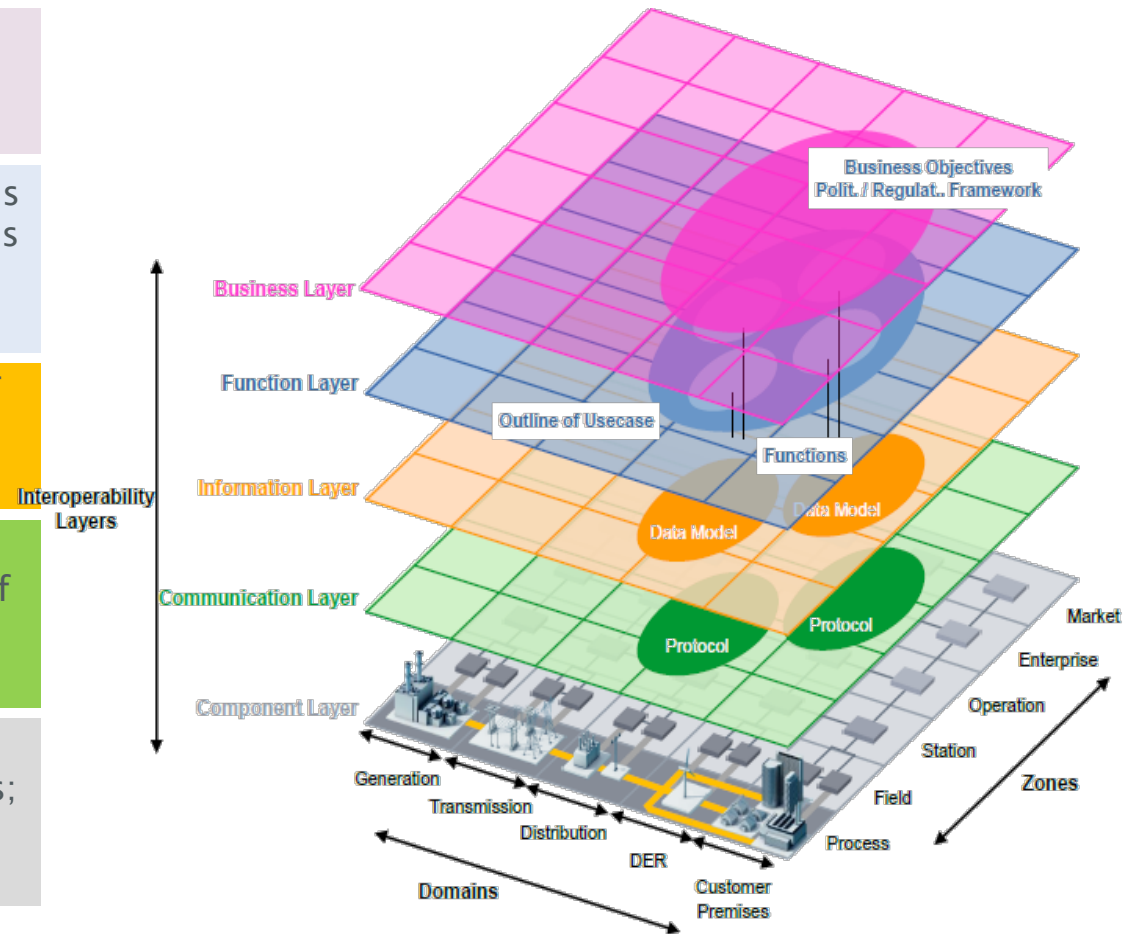 s
s
f
s;
Business Objectives
Polit. / Regulat.. Framework
Business Layer
Function Layer
Outline of Usecase
Functions
Information Layer
Interoperability
Layers
Data Model
Data Model
Communication Layer
Protocol
Protocol
Component Layer
Market
Enterprise
Operation
Station
Field
Process
Zones
Generation
Transmission
Distribution
DER
Customer
Premises
Domains